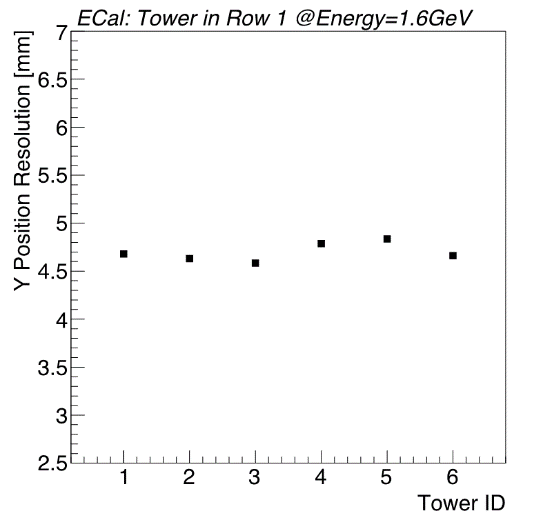 ECal: Tower in Row 1 @Energy=1.6GeV
Y Position Resolution [mm]
7
6.5
6
5.5
5
4.5
4
3.5
3
2.5
1 2 3 4 5 6
Tower ID